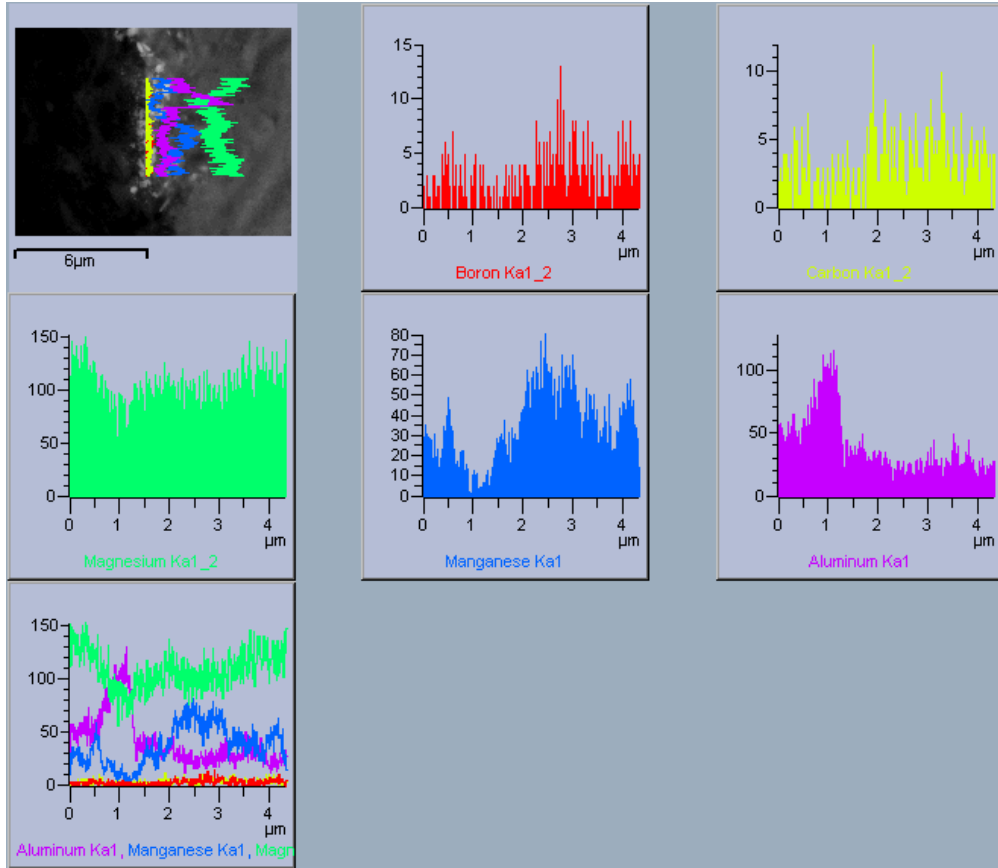 6μm
15
10
5
0
0 1 2 3 4
μm
Boron Ka1_2
10
5
0
0 1 2 3 4
μm
Carbon Ka1_2
150
100
50
0
0 1 2 3 4
μm
Magnesium Ka1_2
80
70
60
50
40
30
20
10
0
0 1 2 3 4
μm
Manganese Ka1
100
50
0
0 1 2 3 4
μm
Aluminum Ka1
150
100
50
0
0 1 2 3 4
μm
Aluminum Ka1, Manganese Ka1, Magn